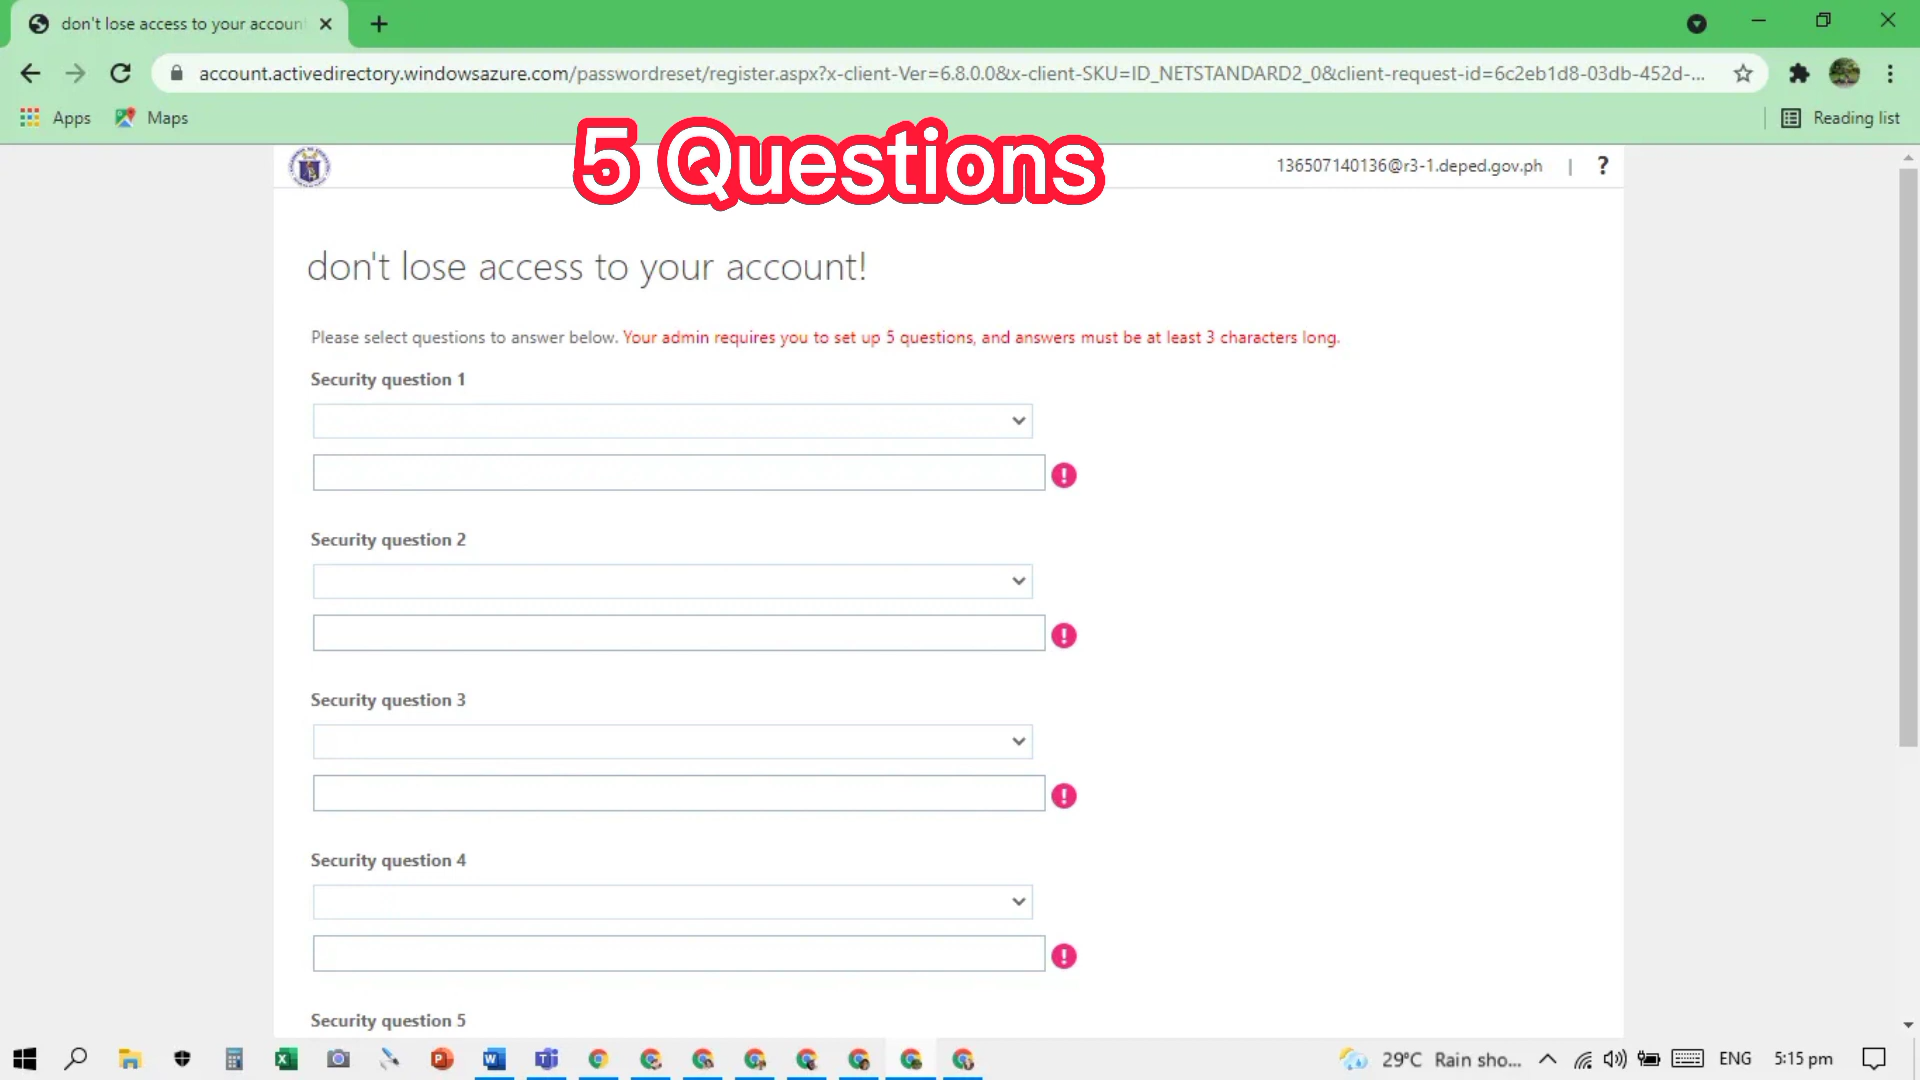 don't lose access to your accoun
account.activedirectory.windowsazure.com/passwordreset/register.aspx?x-client-Ver=6.8.0.0&x-client-SKU=ID_NETSTANDARD2_0&client-request-id=6c2eb1d8-03db-452d-...
Apps
Maps
Reading list
5 Questions
136507140136@r3-1.deped.gov.ph | ?
don't lose access to your account!
Please select questions to answer below. Your admin requires you to set up 5 questions, and answers must be at least 3 characters long.
Security question 1
Security question 2
Security question 3
Security question 4
Security question 5
29°C Rain sho... ENG 5:15 pm